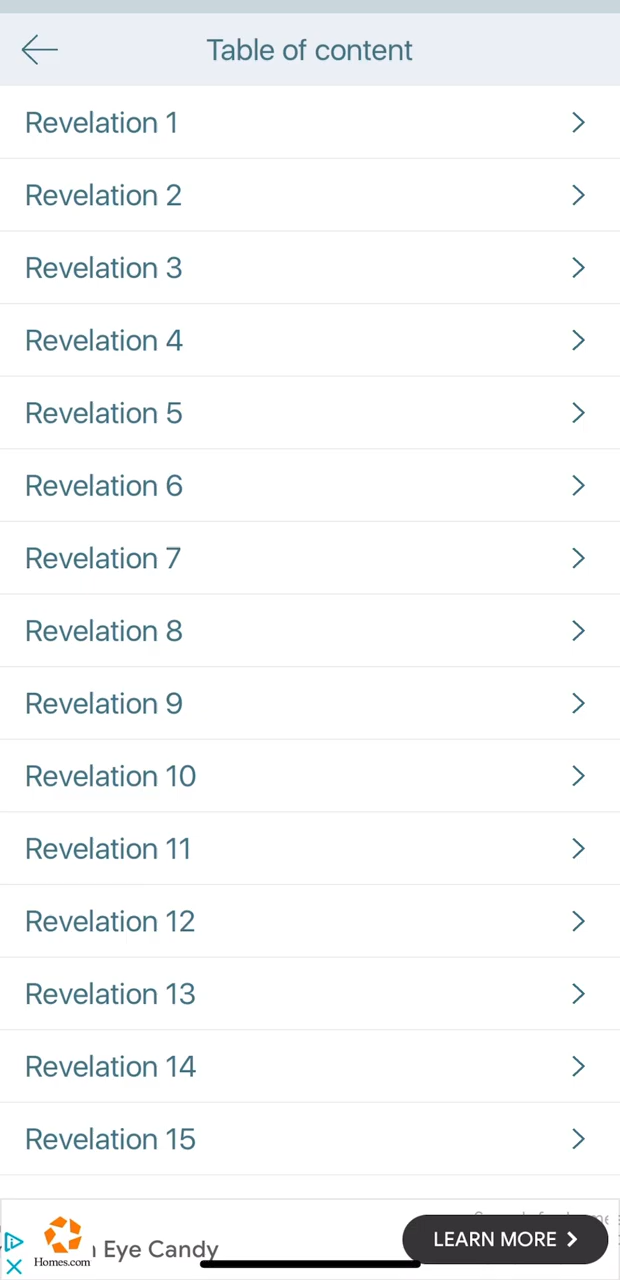 Table of content
Revelation 1
Revelation 2
Revelation 3
Revelation 4
Revelation 5
Revelation 6
Revelation 7
Revelation 8
Revelation 9
Revelation 10
Revelation 11
Revelation 12
Revelation 13
Revelation 14
Revelation 15
Eye Candy
Homes.com
LEARN MORE